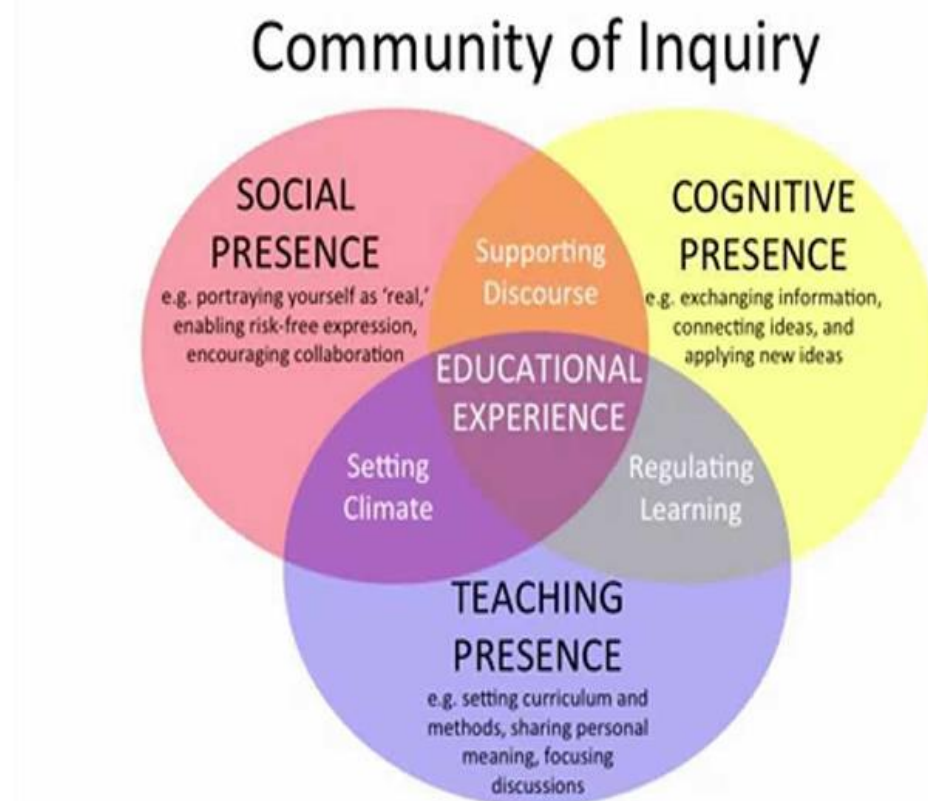 Community of Inquiry
SOCIAL
PRESENCE
e.g. portraying yourself as 'real,'
enabling risk-free expression,
encouraging collaboration
Supporting
Discourse
COGNITIVE
PRESENCE
e.g. exchanging information,
connecting ideas, and
applying new ideas
EDUCATIONAL
EXPERIENCE
Setting
Climate
Regulating
Learning
TEACHING
PRESENCE
e.g. setting curriculum and
methods, sharing personal
meaning, focusing
discussions